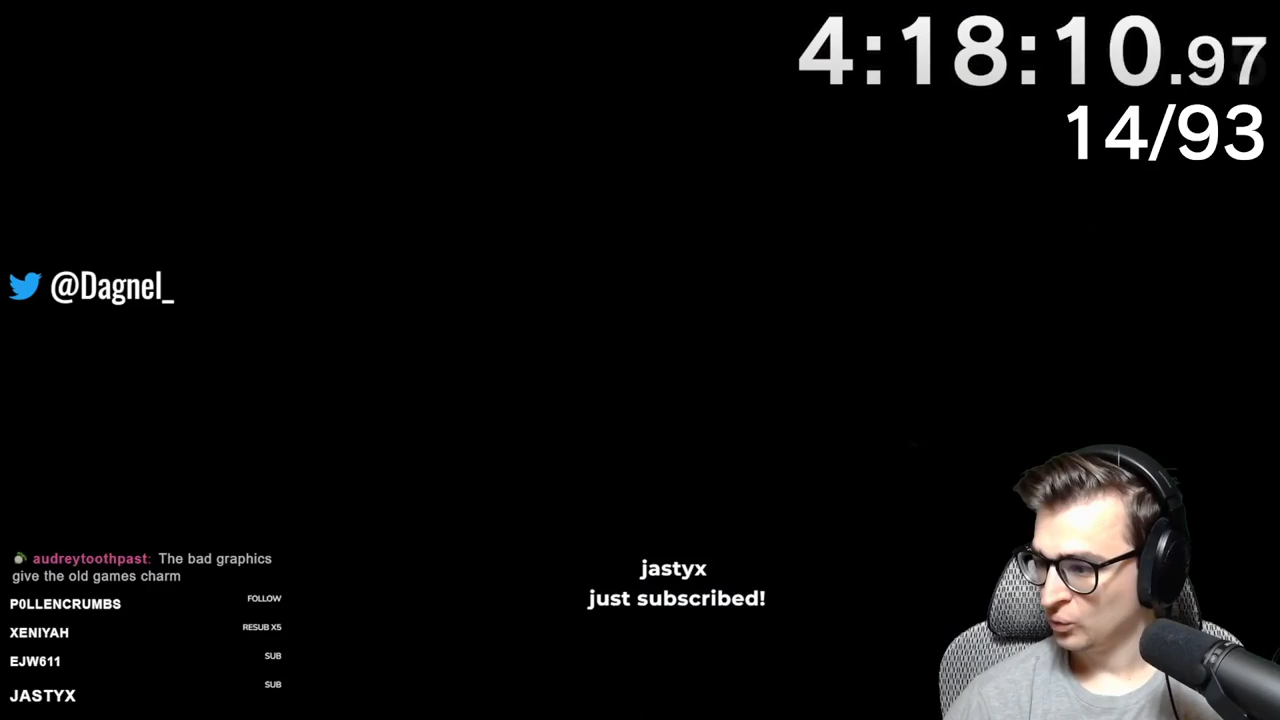 4:18:10.97
14/93
@Dagnel_
audreytoothpast: The bad graphics
give the old games charm
P0LLENCRUMBS FOLLOW
XENIYAH RESUB X5
EJW611 SUB
JASTYX SUB
jastyx
just subscribed!